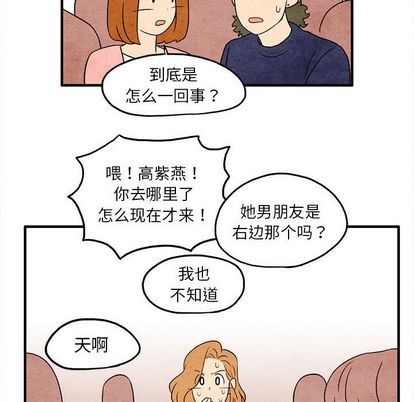 到底是
怎么一回事？
喂！高紫燕！
你去哪里了
怎么现在才来！
她男朋友是
右边那个吗？
我也
不知道
天啊